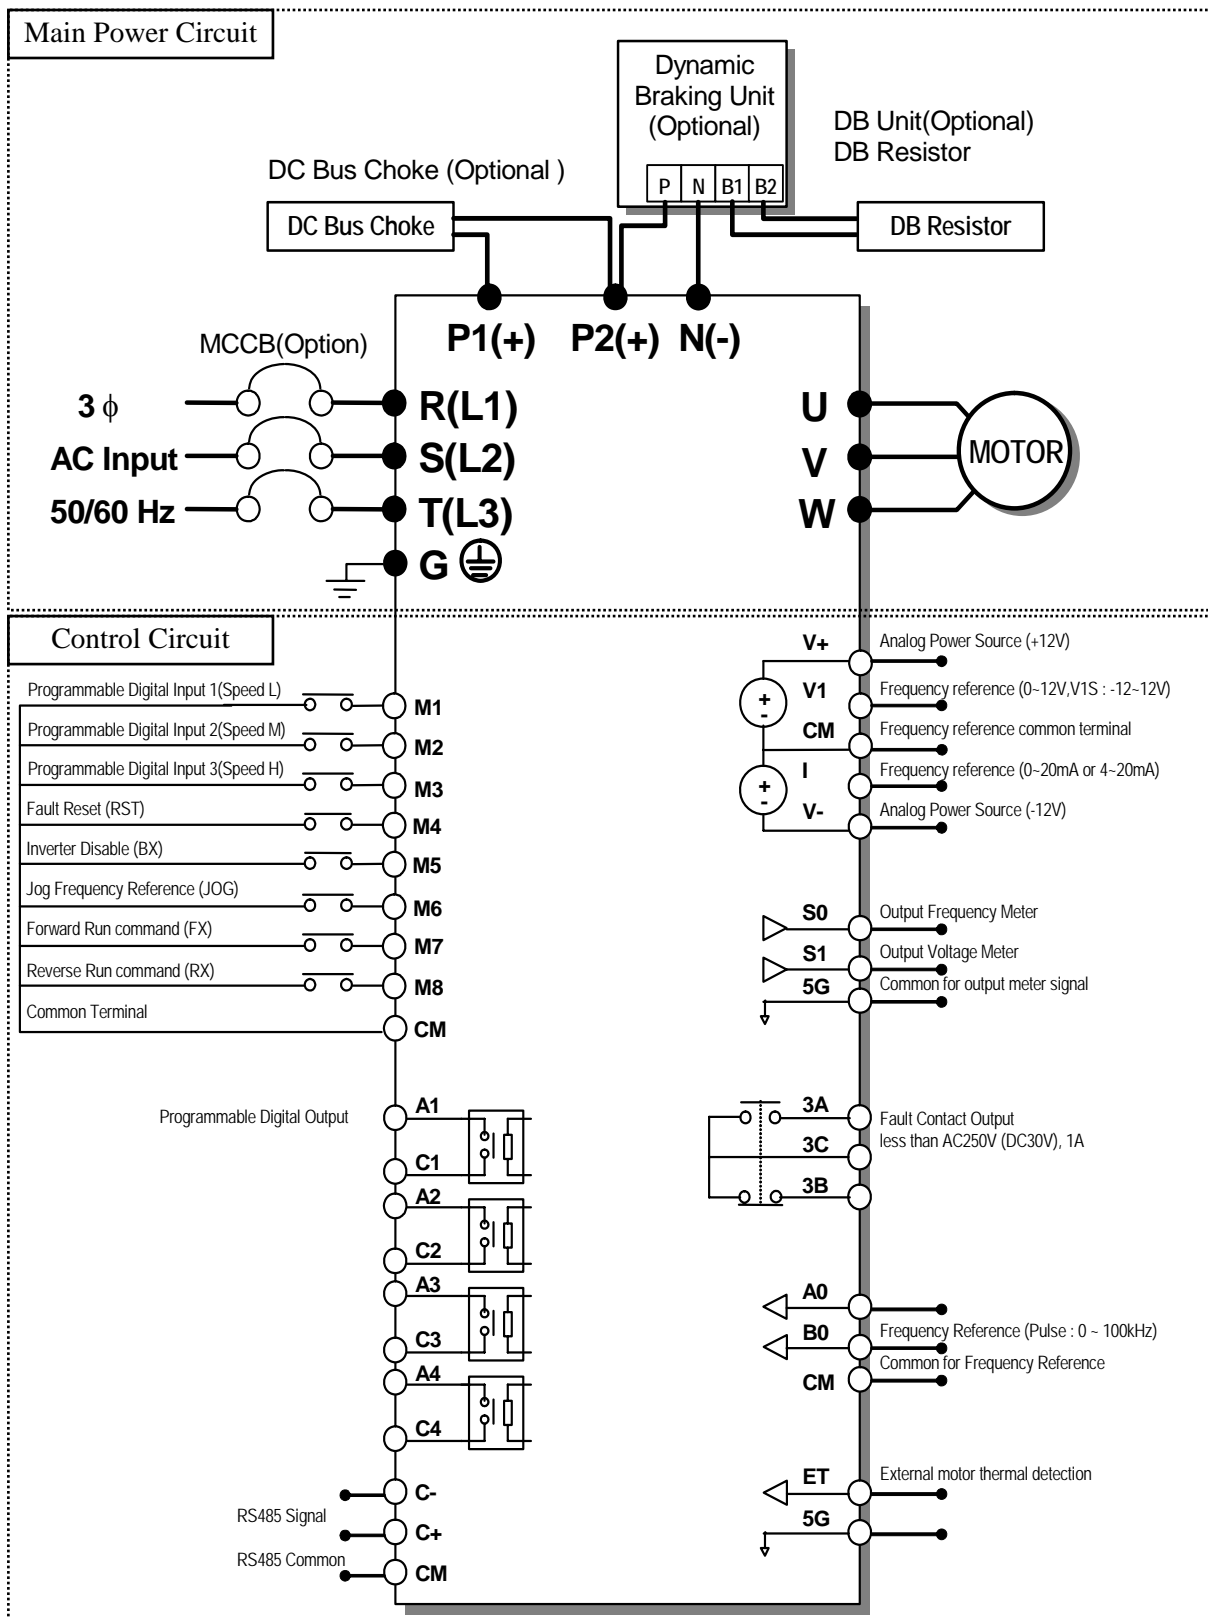 Main Power Circuit
Dynamic
Braking Unit
(Optional)
P N B1 B2
DB Unit(Optional)
DB Resistor
DC Bus Choke (Optional )
DC Bus Choke
DB Resistor
P1(+) P2(+) N(-)
MCCB(Option)
3 ϕ
R(L1)
U
AC Input
S(L2)
V
MOTOR
50/60 Hz
T(L3)
W
G
Control Circuit
Programmable Digital Input 1(Speed L)
M1
Programmable Digital Input 2(Speed M)
M2
Programmable Digital Input 3(Speed H)
M3
Fault Reset (RST)
M4
Inverter Disable (BX)
M5
Jog Frequency Reference (JOG)
M6
Forward Run command (FX)
M7
Reverse Run command (RX)
M8
Common Terminal
CM
Programmable Digital Output
A1
C1
A2
C2
A3
C3
A4
C4
C-
RS485 Signal
C+
RS485 Common
CM
V+
Analog Power Source (+12V)
+
-
V1
Frequency reference (0~12V,V1S : -12~12V)
CM
Frequency reference common terminal
+
-
I
Frequency reference (0~20mA or 4~20mA)
V-
Analog Power Source (-12V)
S0
Output Frequency Meter
S1
Output Voltage Meter
5G
Common for output meter signal
3A
Fault Contact Output
less than AC250V (DC30V), 1A
3C
3B
A0
B0
Frequency Reference (Pulse : 0 ~ 100kHz)
Common for Frequency Reference
CM
ET
External motor thermal detection
5G